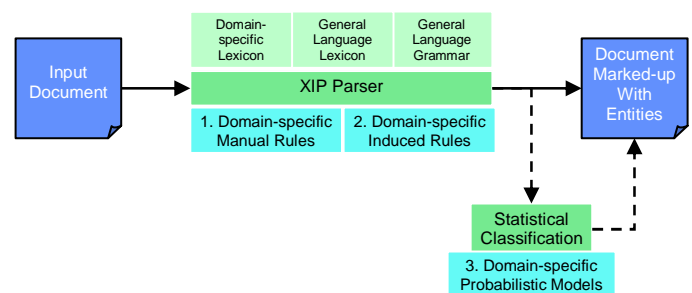 Input
Document
Domain-
specific
Lexicon
General
Language
Lexicon
General
Language
Grammar
XIP Parser
1. Domain-specific
Manual Rules
2. Domain-specific
Induced Rules
Document
Marked-up
With
Entities
Statistical
Classification
3. Domain-specific
Probabilistic Models